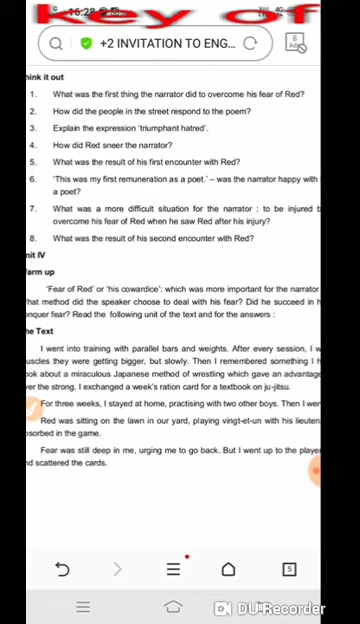 key of
16:28
+2 INVITATION TO ENG...
hink it out
1. What was the first thing the narrator did to overcome his fear of Red?
2. How did the people in the street respond to the poem?
3. Explain the expression 'triumphant hatred'.
4. How did Red sneer the narrator?
5. What was the result of his first encounter with Red?
6. 'This was my first remuneration as a poet.' – was the narrator happy with
a poet?
7. What was a more difficult situation for the narrator : to be injured b
overcome his fear of Red when he saw Red after his injury?
8. What was the result of his second encounter with Red?
nit IV
arm up
'Fear of Red' or 'his cowardice': which was more important for the narrator
hat method did the speaker choose to deal with his fear? Did he succeed in h
onquer fear? Read the following unit of the text and for the answers :
he Text
I went into training with parallel bars and weights. After every session, I w
uscles they were getting bigger, but slowly. Then I remembered something I h
ook about a miraculous Japanese method of wrestling which gave an advantage
ver the strong. I exchanged a week's ration card for a textbook on ju-jitsu.
For three weeks, I stayed at home, practising with two other boys. Then I wen
Red was sitting on the lawn in our yard, playing vingt-et-un with his lieuten
bsorbed in the game.
Fear was still deep in me, urging me to go back. But I went up to the player
nd scattered the cards.
5
DU Recorder